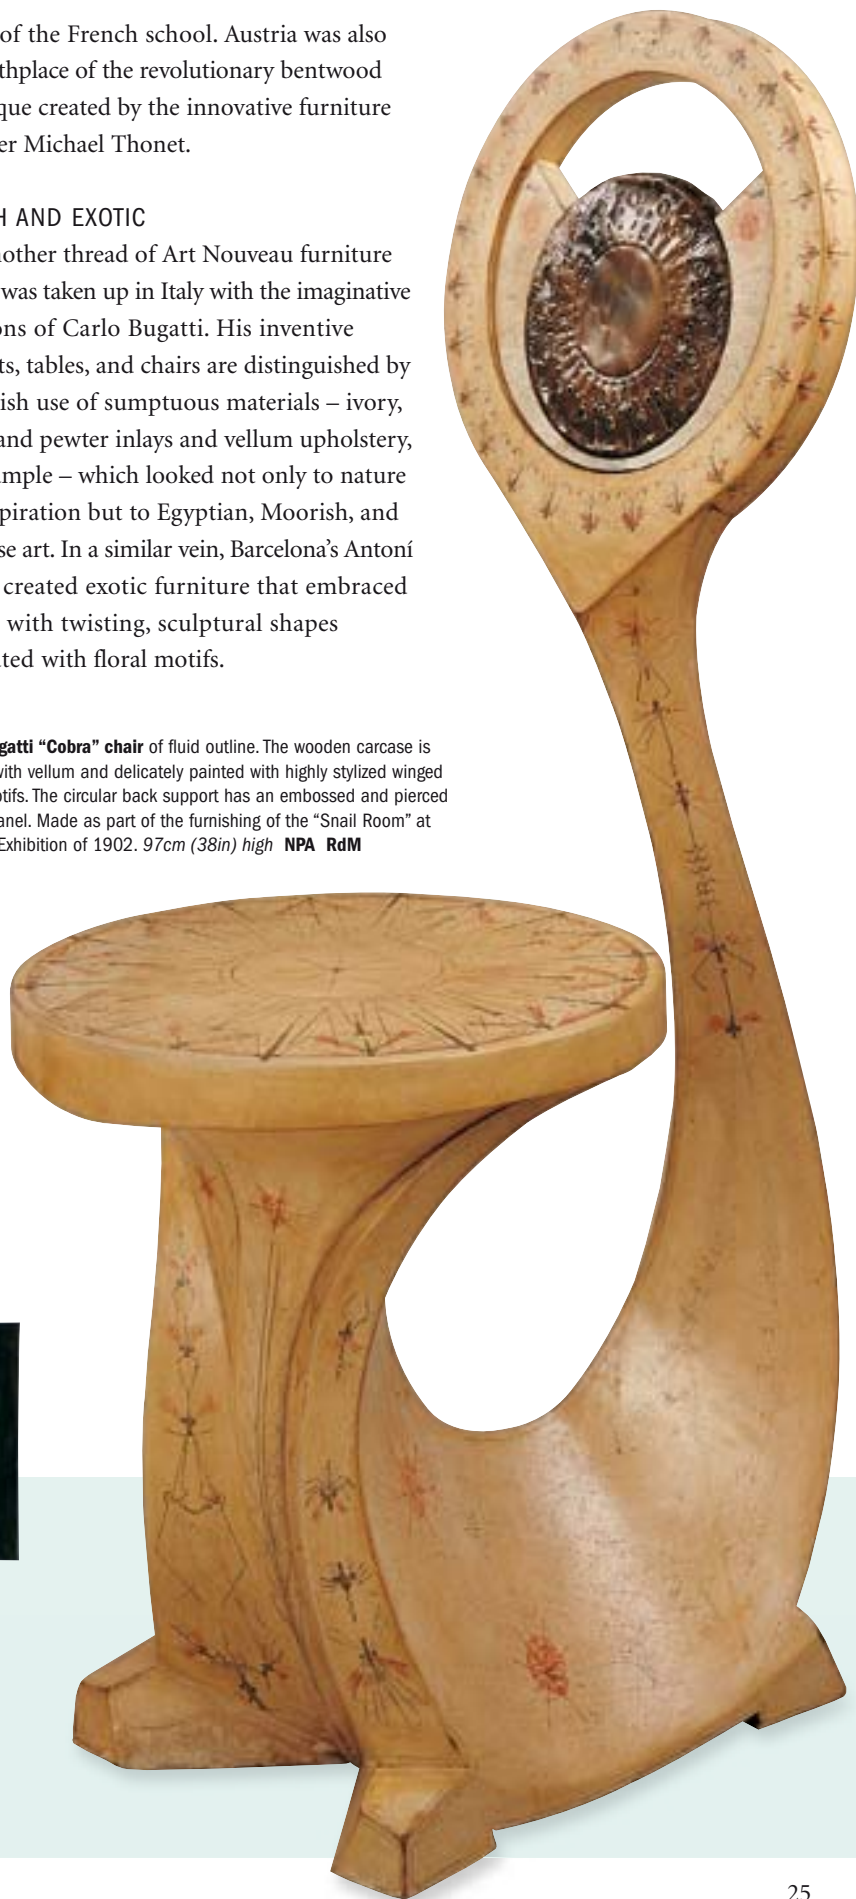 of the French school. Austria was also
thplace of the revolutionary bentwood
que created by the innovative furniture
er Michael Thonet.
H AND EXOTIC
nother thread of Art Nouveau furniture
was taken up in Italy with the imaginative
ons of Carlo Bugatti. His inventive
ts, tables, and chairs are distinguished by
ish use of sumptuous materials – ivory,
and pewter inlays and vellum upholstery,
ample – which looked not only to nature
piration but to Egyptian, Moorish, and
se art. In a similar vein, Barcelona’s Antoní
created exotic furniture that embraced
with twisting, sculptural shapes
ted with floral motifs.
gatti “Cobra” chair of fluid outline. The wooden carcase is
with vellum and delicately painted with highly stylized winged
otifs. The circular back support has an embossed and pierced
anel. Made as part of the furnishing of the “Snail Room” at
Exhibition of 1902. 97cm (38in) high NPA RdM
25